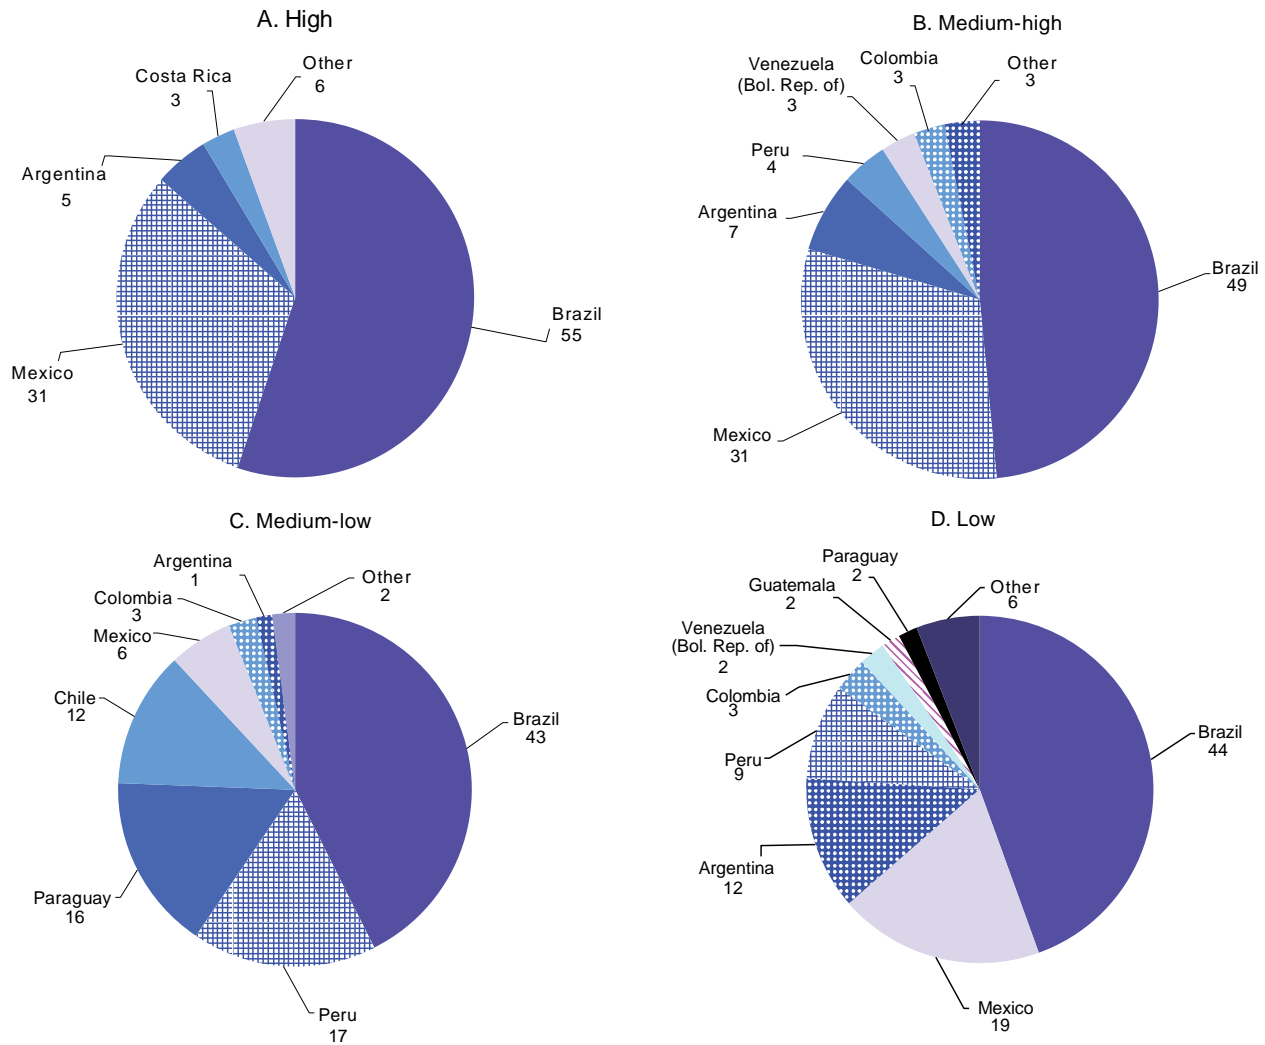 A. High
Other
6
Costa Rica
3
Argentina
5
Mexico
31
Brazil
55
B. Medium-high
Colombia
3
Other
3
Venezuela
(Bol. Rep. of)
3
Peru
4
Argentina
7
Mexico
31
Brazil
49
C. Medium-low
Argentina
1
Other
2
Colombia
3
Mexico
6
Chile
12
Paraguay
16
Peru
17
Brazil
43
D. Low
Paraguay
2
Other
6
Guatemala
2
Venezuela
(Bol. Rep. of)
2
Colombia
3
Peru
9
Argentina
12
Mexico
19
Brazil
44